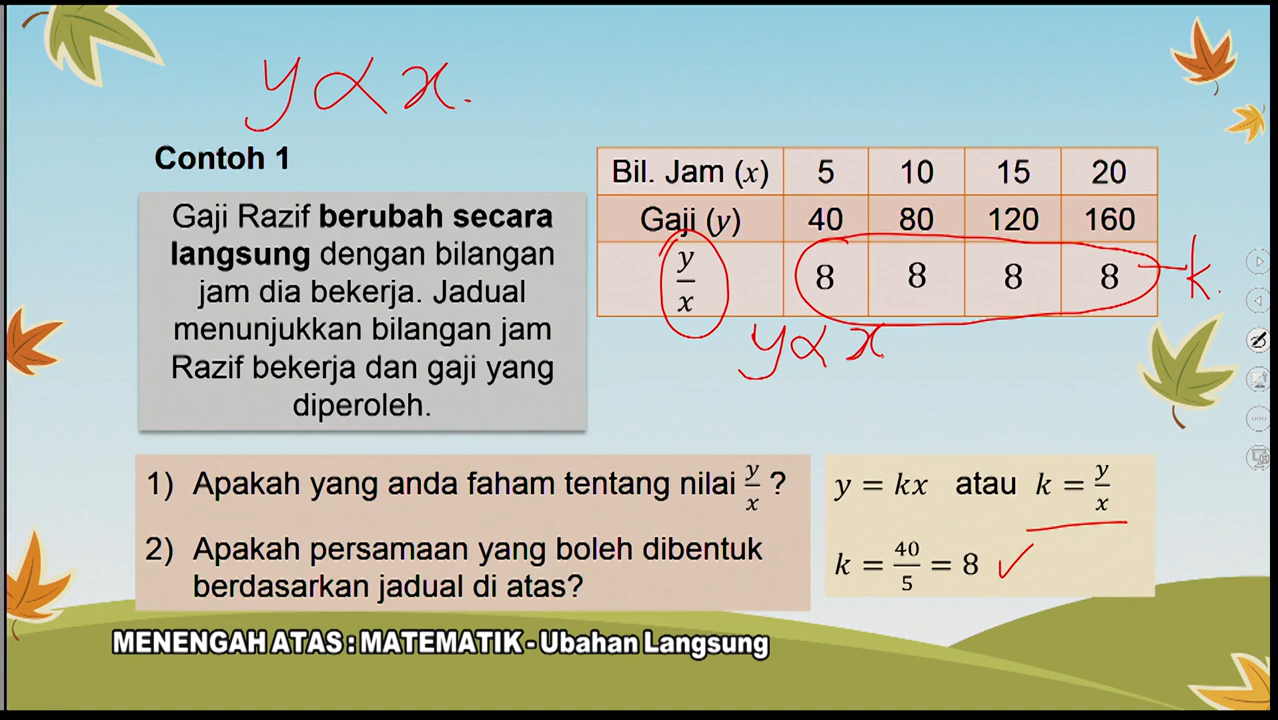 y ∝ x.
Contoh 1
Gaji Razif berubah secara
langsung dengan bilangan
jam dia bekerja. Jadual
menunjukkan bilangan jam
Razif bekerja dan gaji yang
diperoleh.
Bil. Jam (x) 5 10 15 20
Gaji (y) 40 80 120 160
y/x 8 8 8 8
k.
y ∝ x
1) Apakah yang anda faham tentang nilai y/x ?
2) Apakah persamaan yang boleh dibentuk
berdasarkan jadual di atas?
y = kx atau k = y/x
k = 40/5 = 8 ✓
MENENGAH ATAS : MATEMATIK - Ubahan Langsung